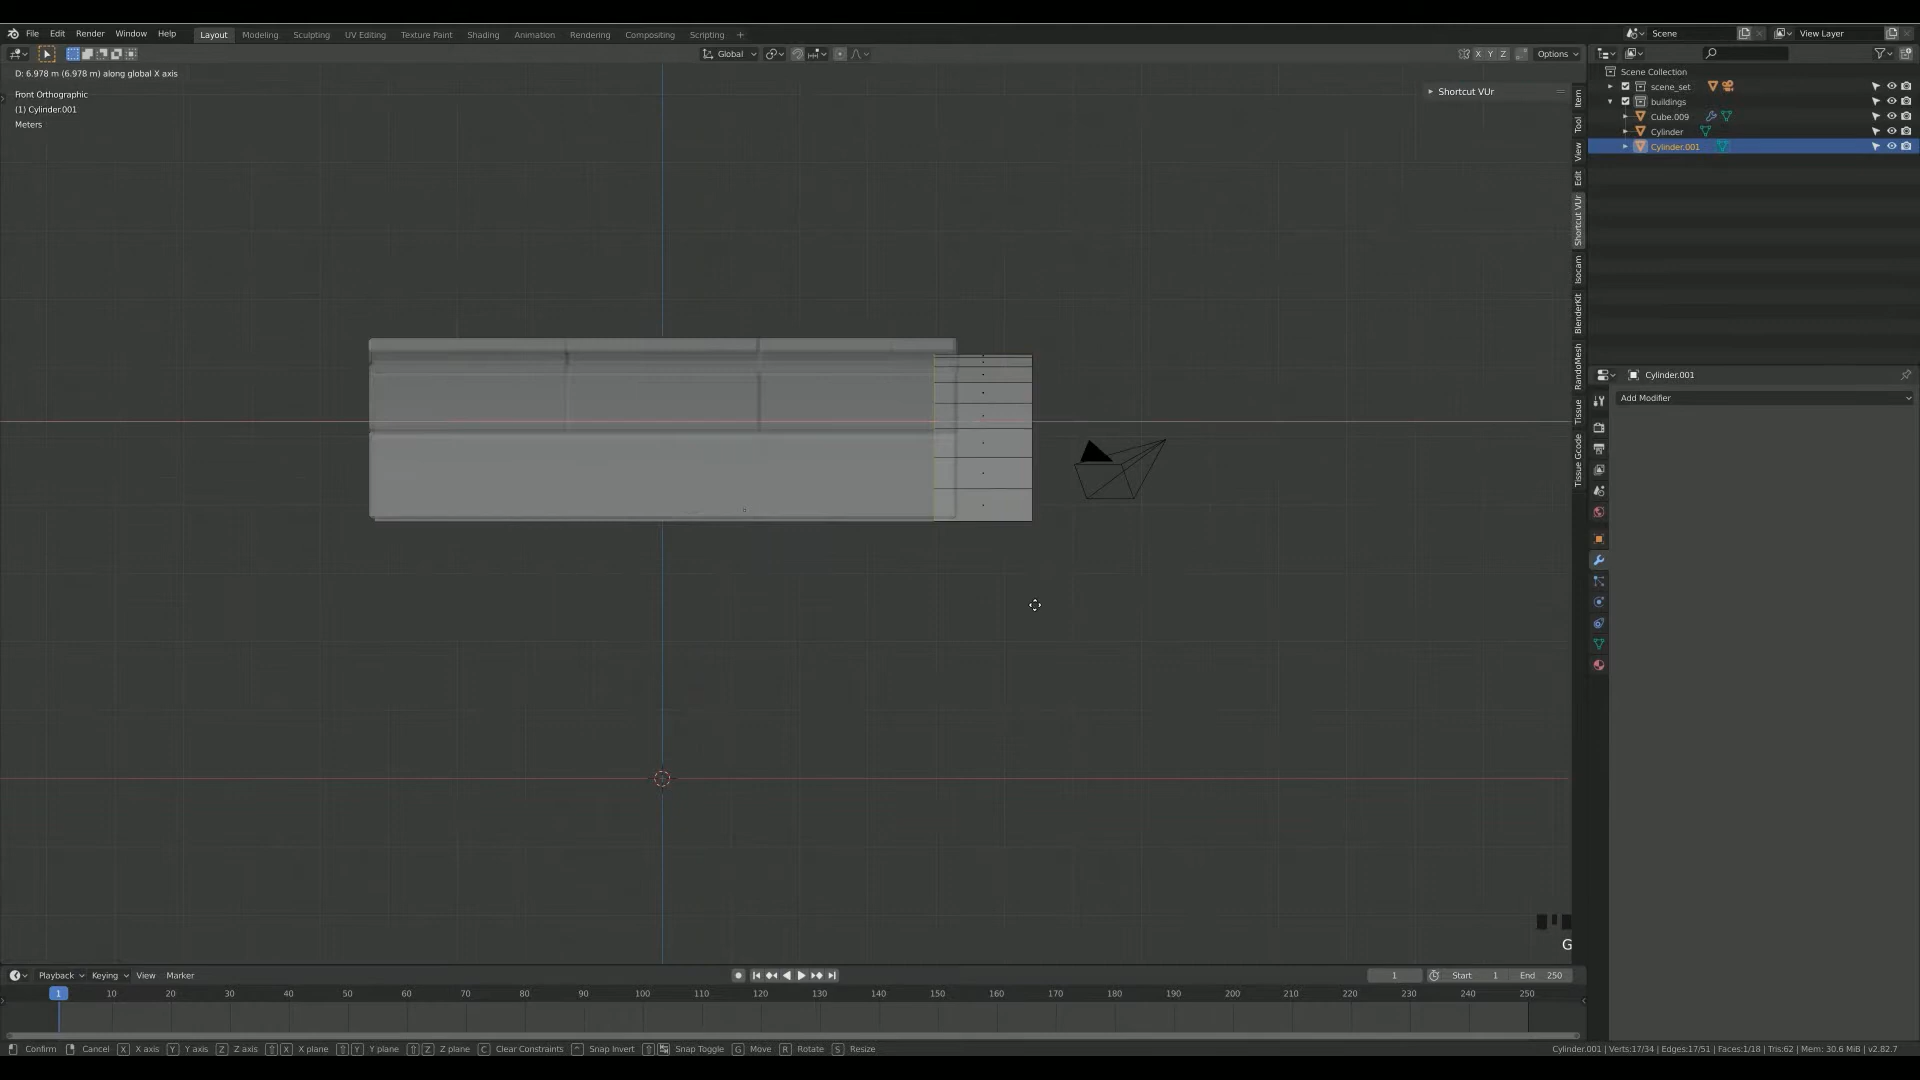 File Edit Render Window Help Layout Modeling Sculpting UV Editing Texture Paint Shading Animation Rendering Compositing Scripting + Scene View Layer
Global X Y Z Options
D: 6.978 m (6.978 m) along global X axis
Front Orthographic
(1) Cylinder.001
Meters
Shortcut VUr
Item
Tool
View
Edit
Shortcut VUr
Isocam
BlenderKit
RandoMesh
Tissue
Tissue Gcode
Scene Collection
scene_set
buildings
Cube.009
Cylinder
Cylinder.001
Cylinder.001
Add Modifier
G
Playback Keying View Marker 1 Start 1 End 250
1 10 20 30 40 50 60 70 80 90 100 110 120 130 140 150 160 170 180 190 200 210 220 230 240 250
Confirm Cancel X X axis Y Y axis Z Z axis X X plane Y Y plane Z Z plane C Clear Constraints ^ Snap Invert Snap Toggle G Move R Rotate S Resize Cylinder.001 | Verts:17/34 | Edges:17/51 | Faces:1/18 | Tris:62 | Mem: 30.6 MiB | v2.82.7